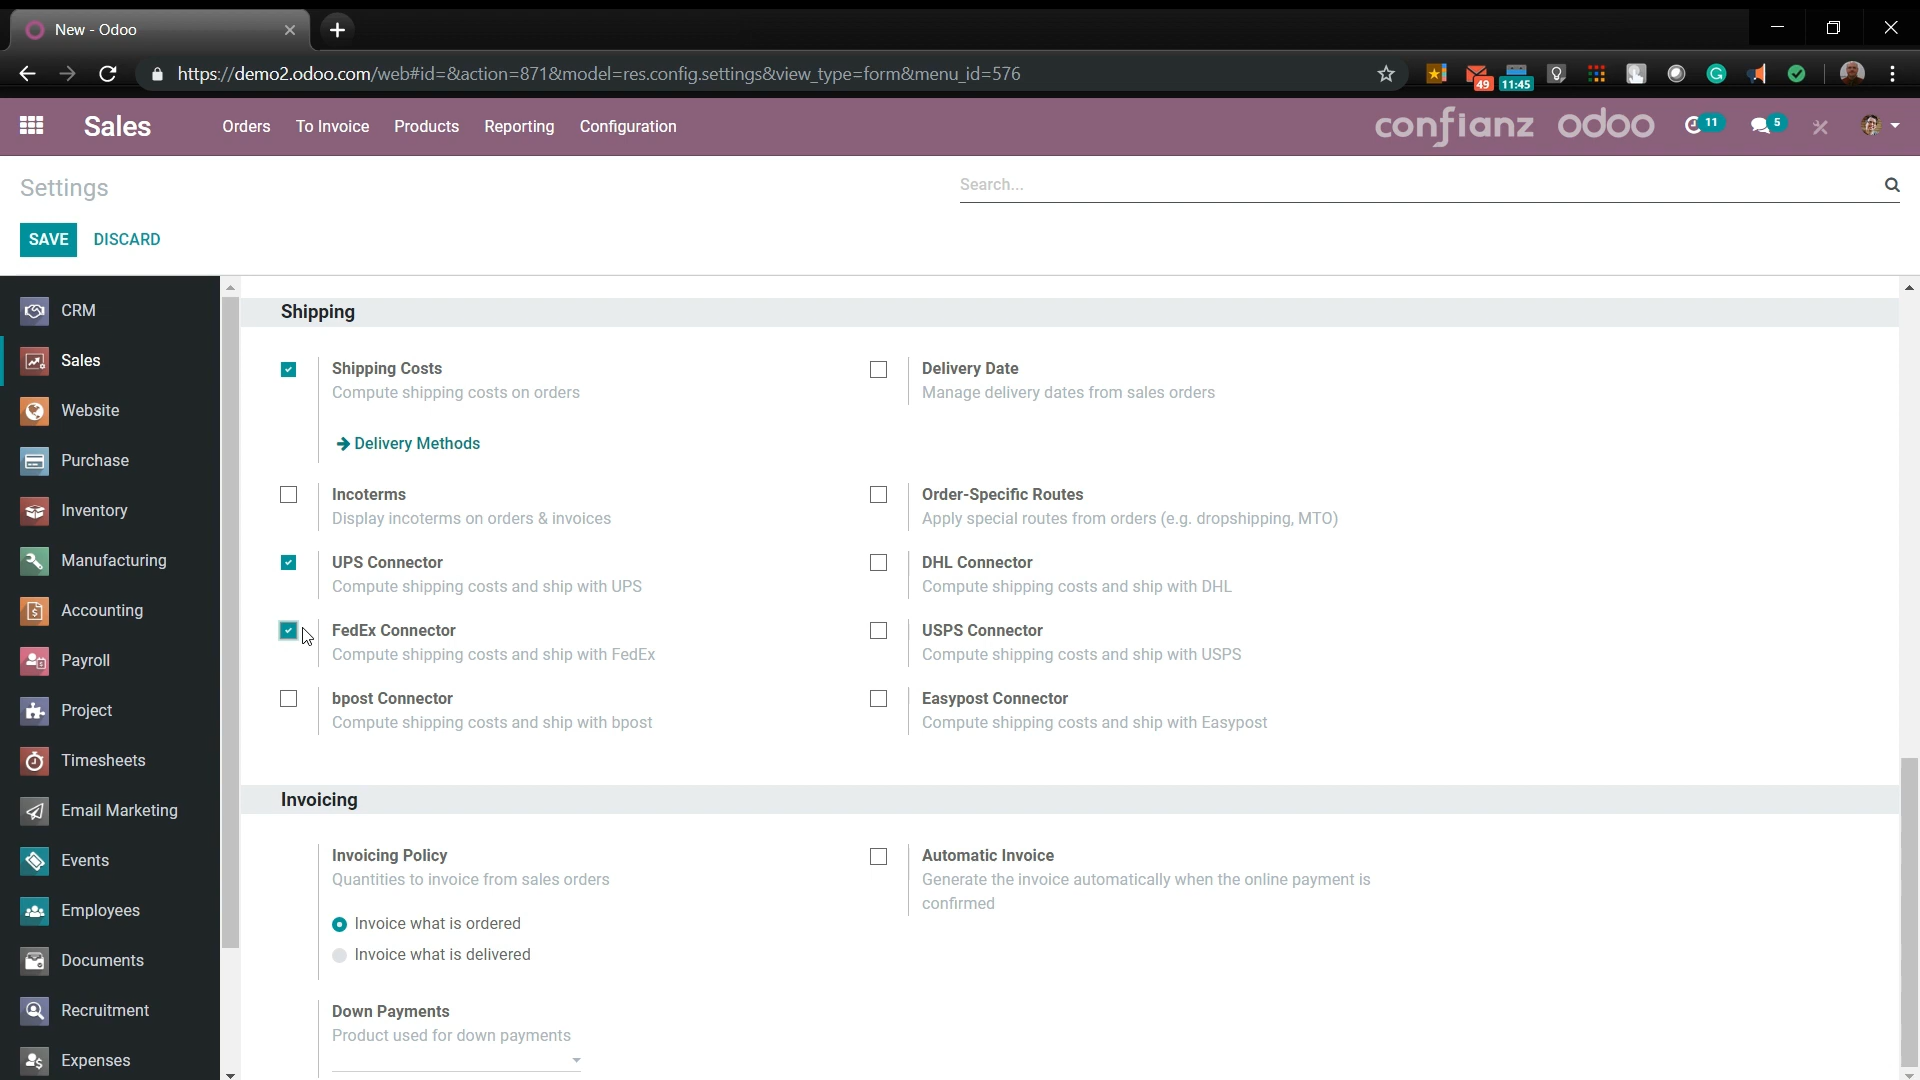 New - Odoo
https://demo2.odoo.com/web#id=&action=871&model=res.config.settings&view_type=form&menu_id=576
49
11:45
Sales
Orders
To Invoice
Products
Reporting
Configuration
confianz
odoo
11
5
Settings
Search...
SAVE
DISCARD
CRM
Sales
Website
Purchase
Inventory
Manufacturing
Accounting
Payroll
Project
Timesheets
Email Marketing
Events
Employees
Documents
Recruitment
Expenses
Shipping
Shipping Costs
Compute shipping costs on orders
Delivery Methods
Delivery Date
Manage delivery dates from sales orders
Incoterms
Display incoterms on orders & invoices
Order-Specific Routes
Apply special routes from orders (e.g. dropshipping, MTO)
UPS Connector
Compute shipping costs and ship with UPS
DHL Connector
Compute shipping costs and ship with DHL
FedEx Connector
Compute shipping costs and ship with FedEx
USPS Connector
Compute shipping costs and ship with USPS
bpost Connector
Compute shipping costs and ship with bpost
Easypost Connector
Compute shipping costs and ship with Easypost
Invoicing
Invoicing Policy
Quantities to invoice from sales orders
Invoice what is ordered
Invoice what is delivered
Automatic Invoice
Generate the invoice automatically when the online payment is
confirmed
Down Payments
Product used for down payments